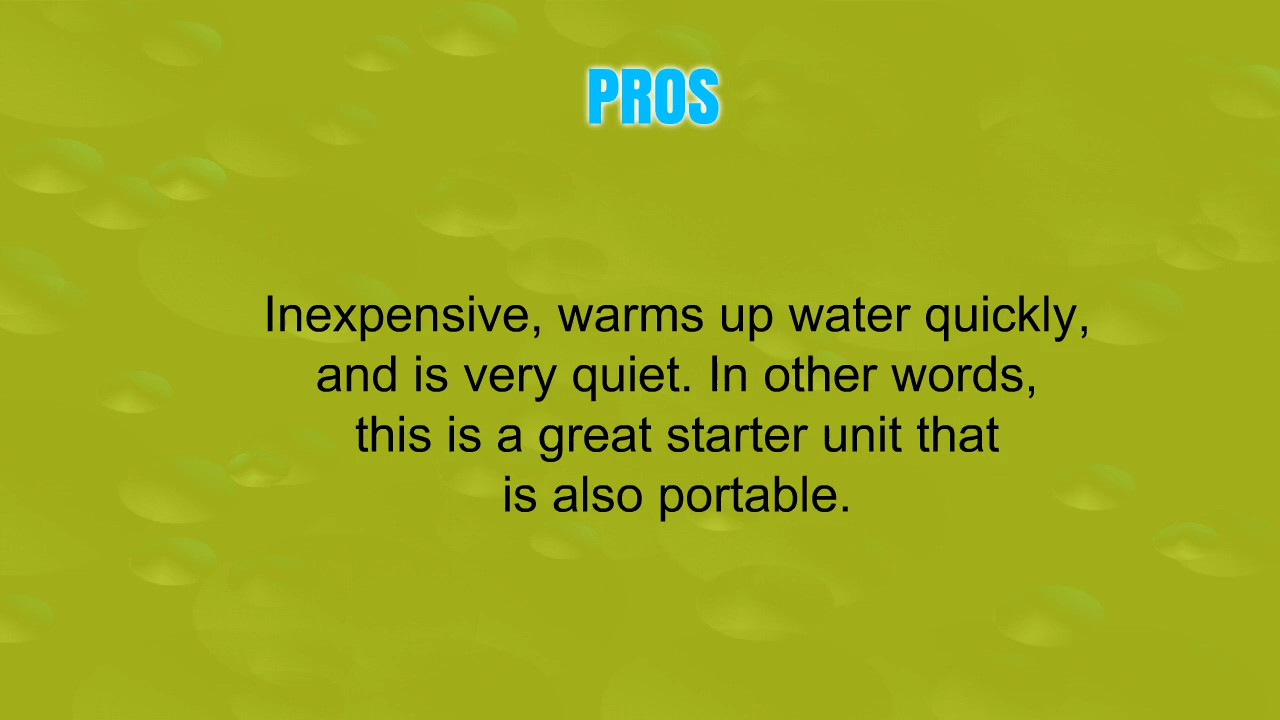 PROS
Inexpensive, warms up water quickly,
and is very quiet. In other words,
this is a great starter unit that
is also portable.